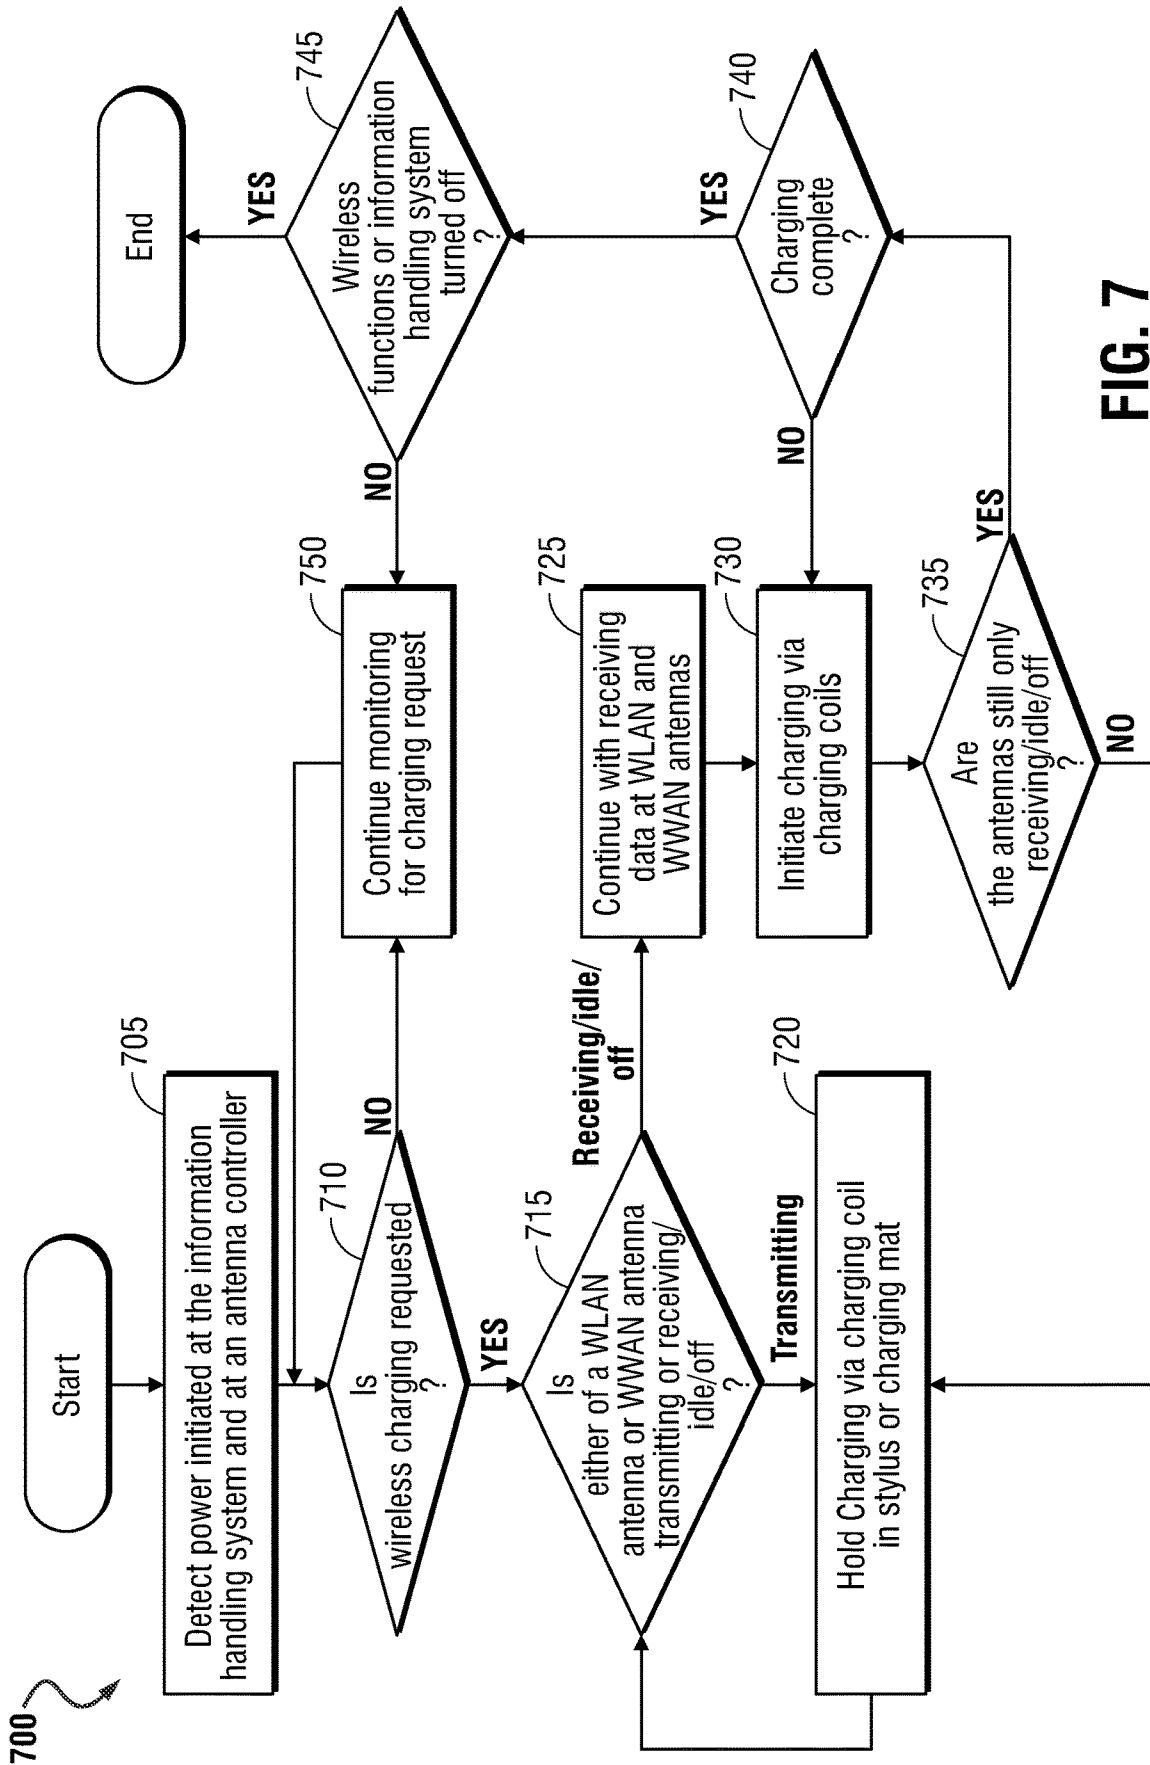 700
Start
705
Detect power initiated at the information
handling system and at an antenna controller
710
Is
wireless charging requested
?
NO
YES
715
Is
either of a WLAN
antenna or WWAN antenna
transmitting or receiving/
idle/off
?
Receiving/idle/
off
Transmitting
720
Hold Charging via charging coil
in stylus or charging mat
750
Continue monitoring
for charging request
725
Continue with receiving
data at WLAN and
WWAN antennas
730
Initiate charging via
charging coils
735
Are
the antennas still only
receiving/idle/off
?
YES
NO
End
YES
745
Wireless
functions or information
handling system
turned off
?
NO
YES
740
Charging
complete
?
NO
FIG. 7